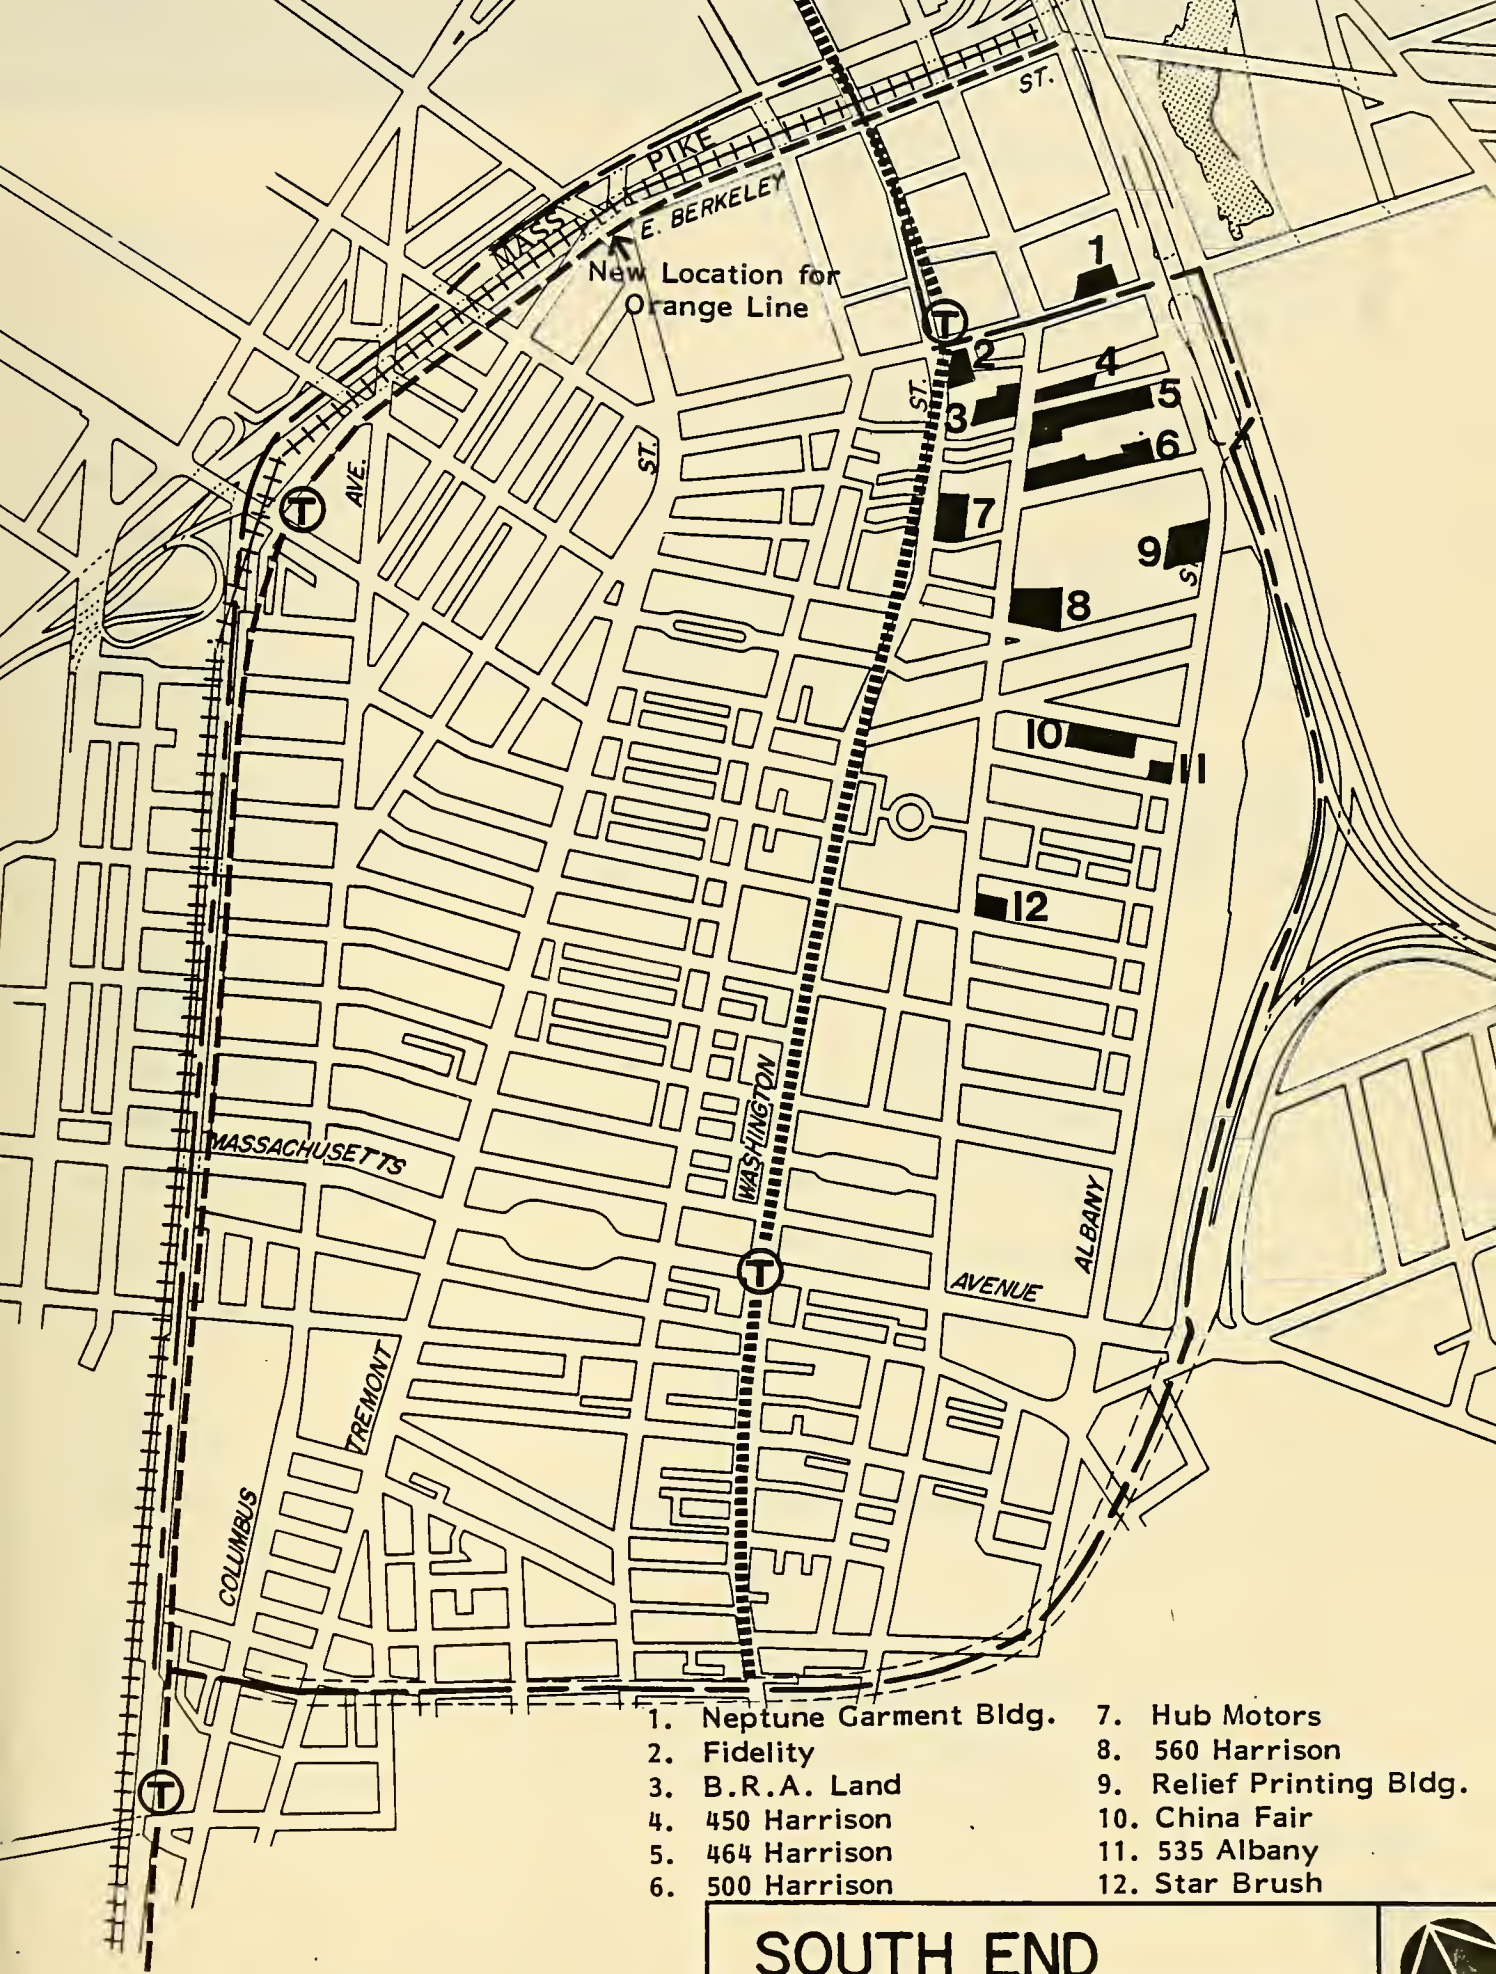 ST.
MASS PIKE
E. BERKELEY
New Location for
Orange Line
1
T
2
ST.
3
4
5
6
ST.
AVE.
T
7
9
ST
8
10
11
12
WASHINGTON
MASSACHUSETTS
ALBANY
T
AVENUE
TREMONT
COLUMBUS
T
1. Neptune Garment Bldg.
2. Fidelity
3. B.R.A. Land
4. 450 Harrison
5. 464 Harrison
6. 500 Harrison
7. Hub Motors
8. 560 Harrison
9. Relief Printing Bldg.
10. China Fair
11. 535 Albany
12. Star Brush
SOUTH END